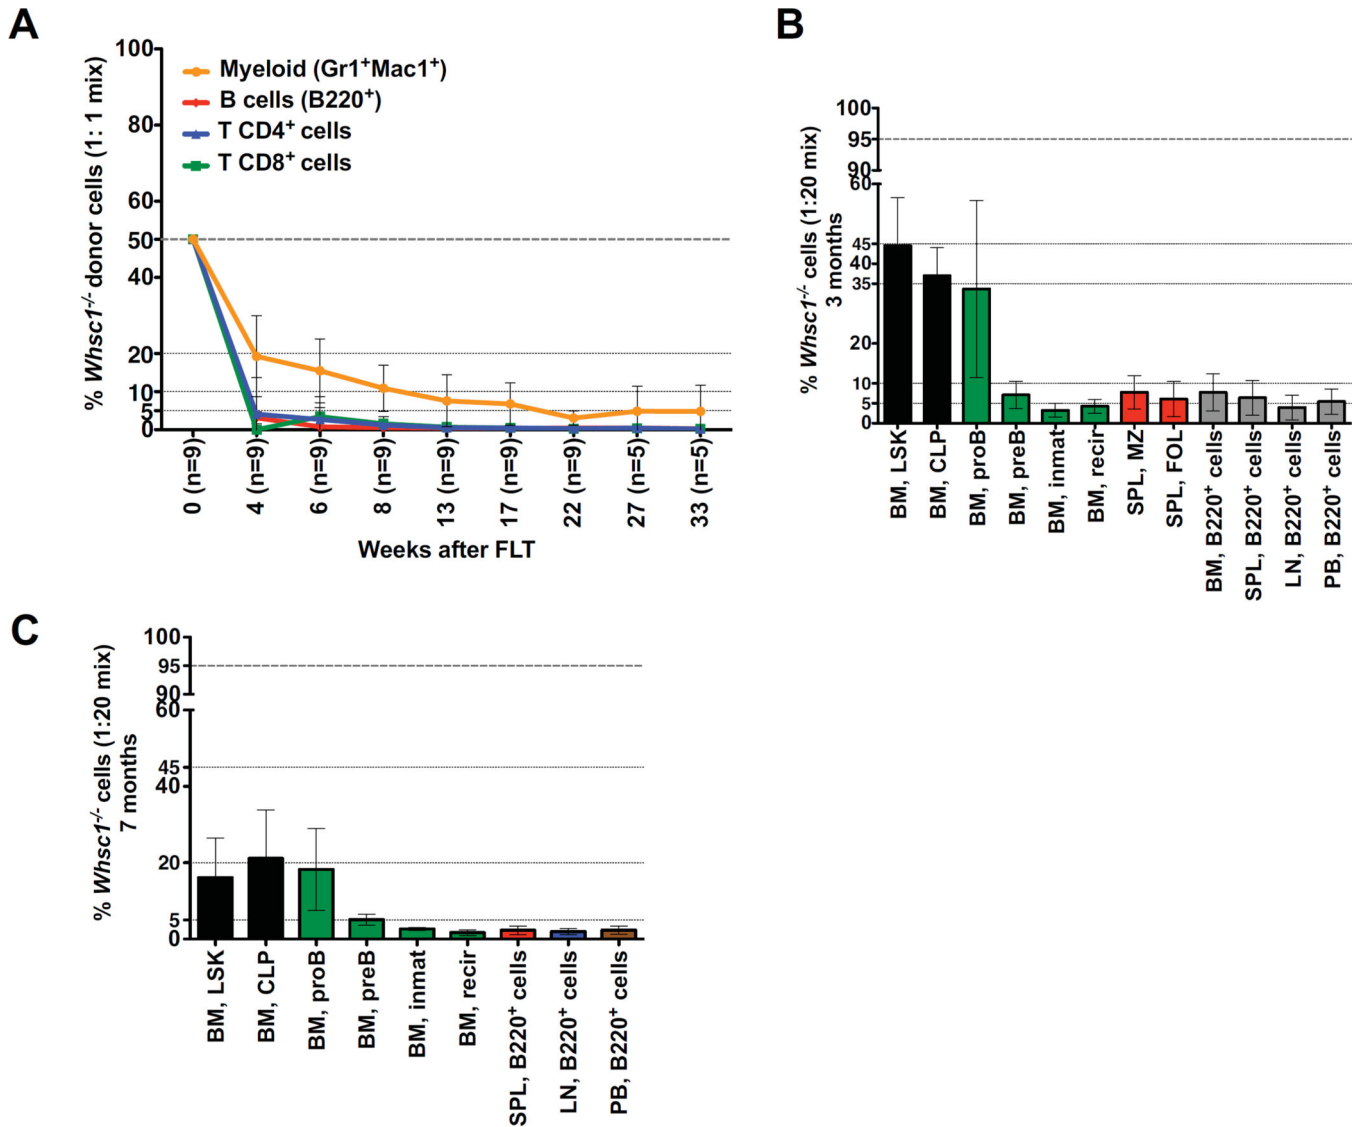 A
% Whsc1-/- donor cells (1: 1 mix)
100
80
60
50
40
20
10
5
0
Myeloid (Gr1+Mac1+)
B cells (B220+)
T CD4+ cells
T CD8+ cells
0 (n=9)
4 (n=9)
6 (n=9)
8 (n=9)
13 (n=9)
17 (n=9)
22 (n=9)
27 (n=5)
33 (n=5)
Weeks after FLT
B
% Whsc1-/- cells (1:20 mix)
3 months
100
95
90
60
45
40
35
20
10
5
0
BM, LSK
BM, CLP
BM, proB
BM, preB
BM, inmat
BM, recir
SPL, MZ
SPL, FOL
BM, B220+ cells
SPL, B220+ cells
LN, B220+ cells
PB, B220+ cells
C
% Whsc1-/- cells (1:20 mix)
7 months
100
95
90
60
45
40
20
5
0
BM, LSK
BM, CLP
BM, proB
BM, preB
BM, inmat
BM, recir
SPL, B220+ cells
LN, B220+ cells
PB, B220+ cells